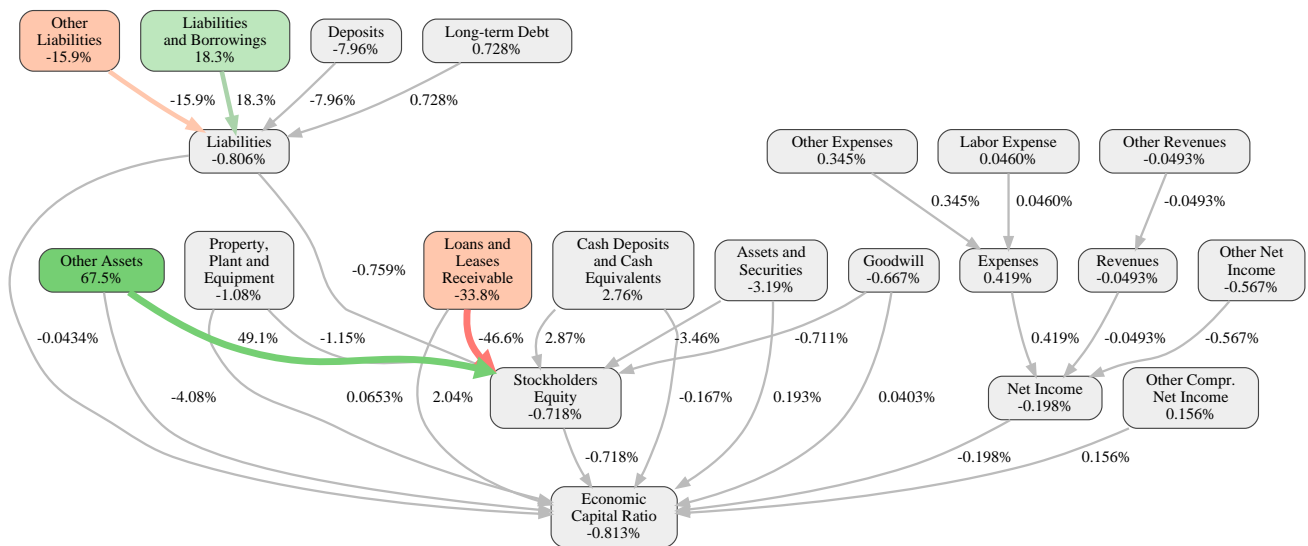 Other
Liabilities
-15.9%
Liabilities
and Borrowings
18.3%
Deposits
-7.96%
Long-term Debt
0.728%
-15.9%
18.3%
-7.96%
0.728%
Liabilities
-0.806%
Other Expenses
0.345%
Labor Expense
0.0460%
Other Revenues
-0.0493%
0.345%
0.0460%
-0.0493%
Other Assets
67.5%
Property,
Plant and
Equipment
-1.08%
-0.759%
Loans and
Leases
Receivable
-33.8%
Cash Deposits
and Cash
Equivalents
2.76%
Assets and
Securities
-3.19%
Goodwill
-0.667%
Expenses
0.419%
Revenues
-0.0493%
Other Net
Income
-0.567%
-0.0434%
49.1%
-1.15%
-46.6%
2.87%
-3.46%
-0.711%
0.419%
-0.0493%
-0.567%
Stockholders
Equity
-0.718%
Net Income
-0.198%
Other Compr.
Net Income
0.156%
-4.08%
0.0653%
2.04%
-0.167%
0.193%
0.0403%
-0.718%
-0.198%
0.156%
Economic
Capital Ratio
-0.813%